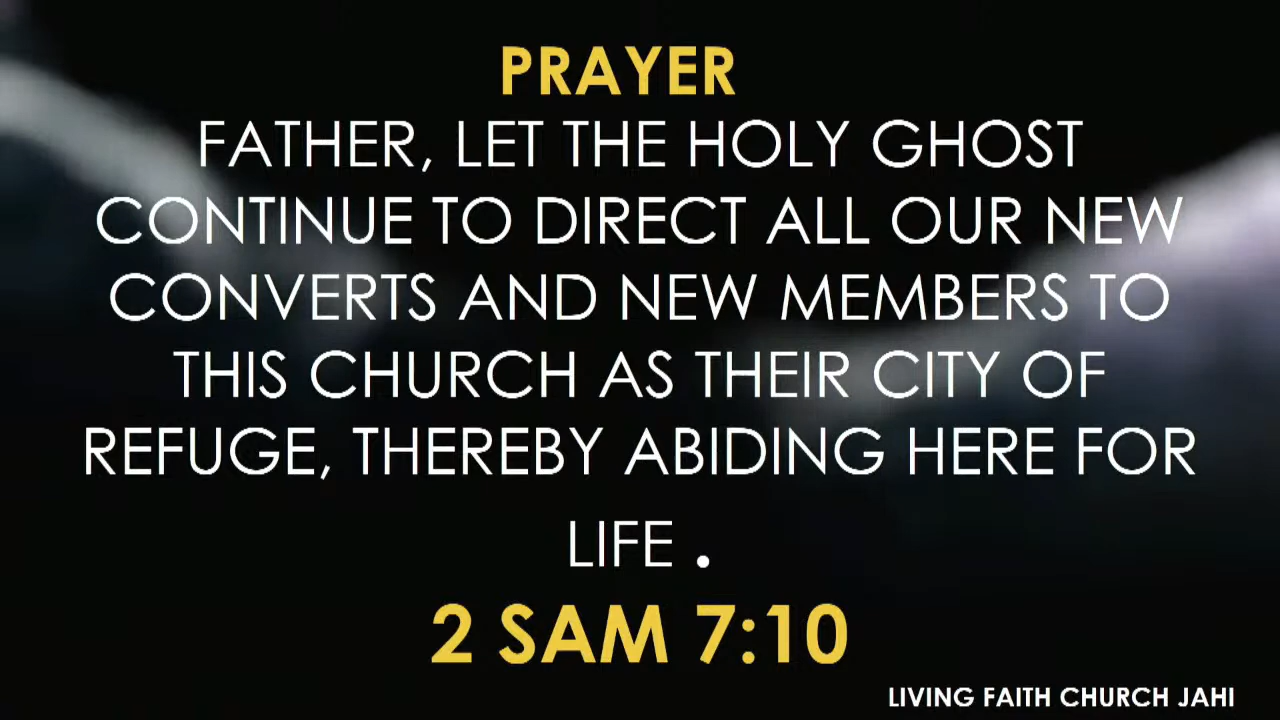 PRAYER
FATHER, LET THE HOLY GHOST
CONTINUE TO DIRECT ALL OUR NEW
CONVERTS AND NEW MEMBERS TO
THIS CHURCH AS THEIR CITY OF
REFUGE, THEREBY ABIDING HERE FOR
LIFE .
2 SAM 7:10
LIVING FAITH CHURCH JAHI